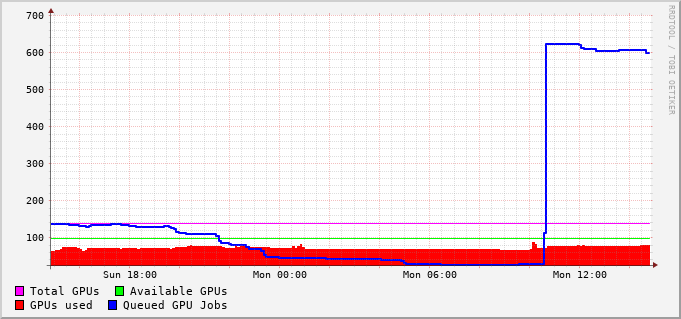 700
600
500
400
300
200
100
Sun 18:00 Mon 00:00 Mon 06:00 Mon 12:00
Total GPUs Available GPUs
GPUs used Queued GPU Jobs
RRDTOOL / TOBI OETIKER